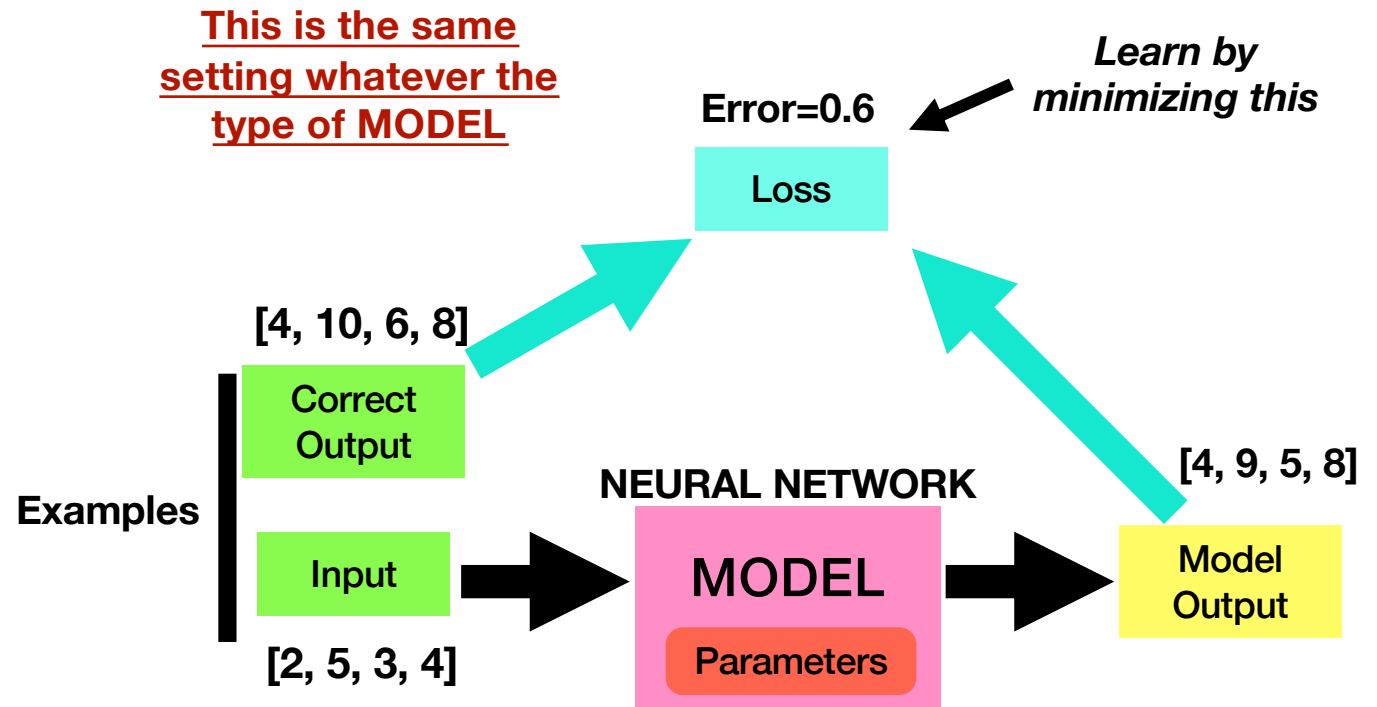 This is the same
setting whatever the
type of MODEL
Learn by
minimizing this
Error=0.6
Loss
[4, 10, 6, 8]
Correct
Output
Examples
Input
[2, 5, 3, 4]
NEURAL NETWORK
MODEL
Parameters
[4, 9, 5, 8]
Model
Output